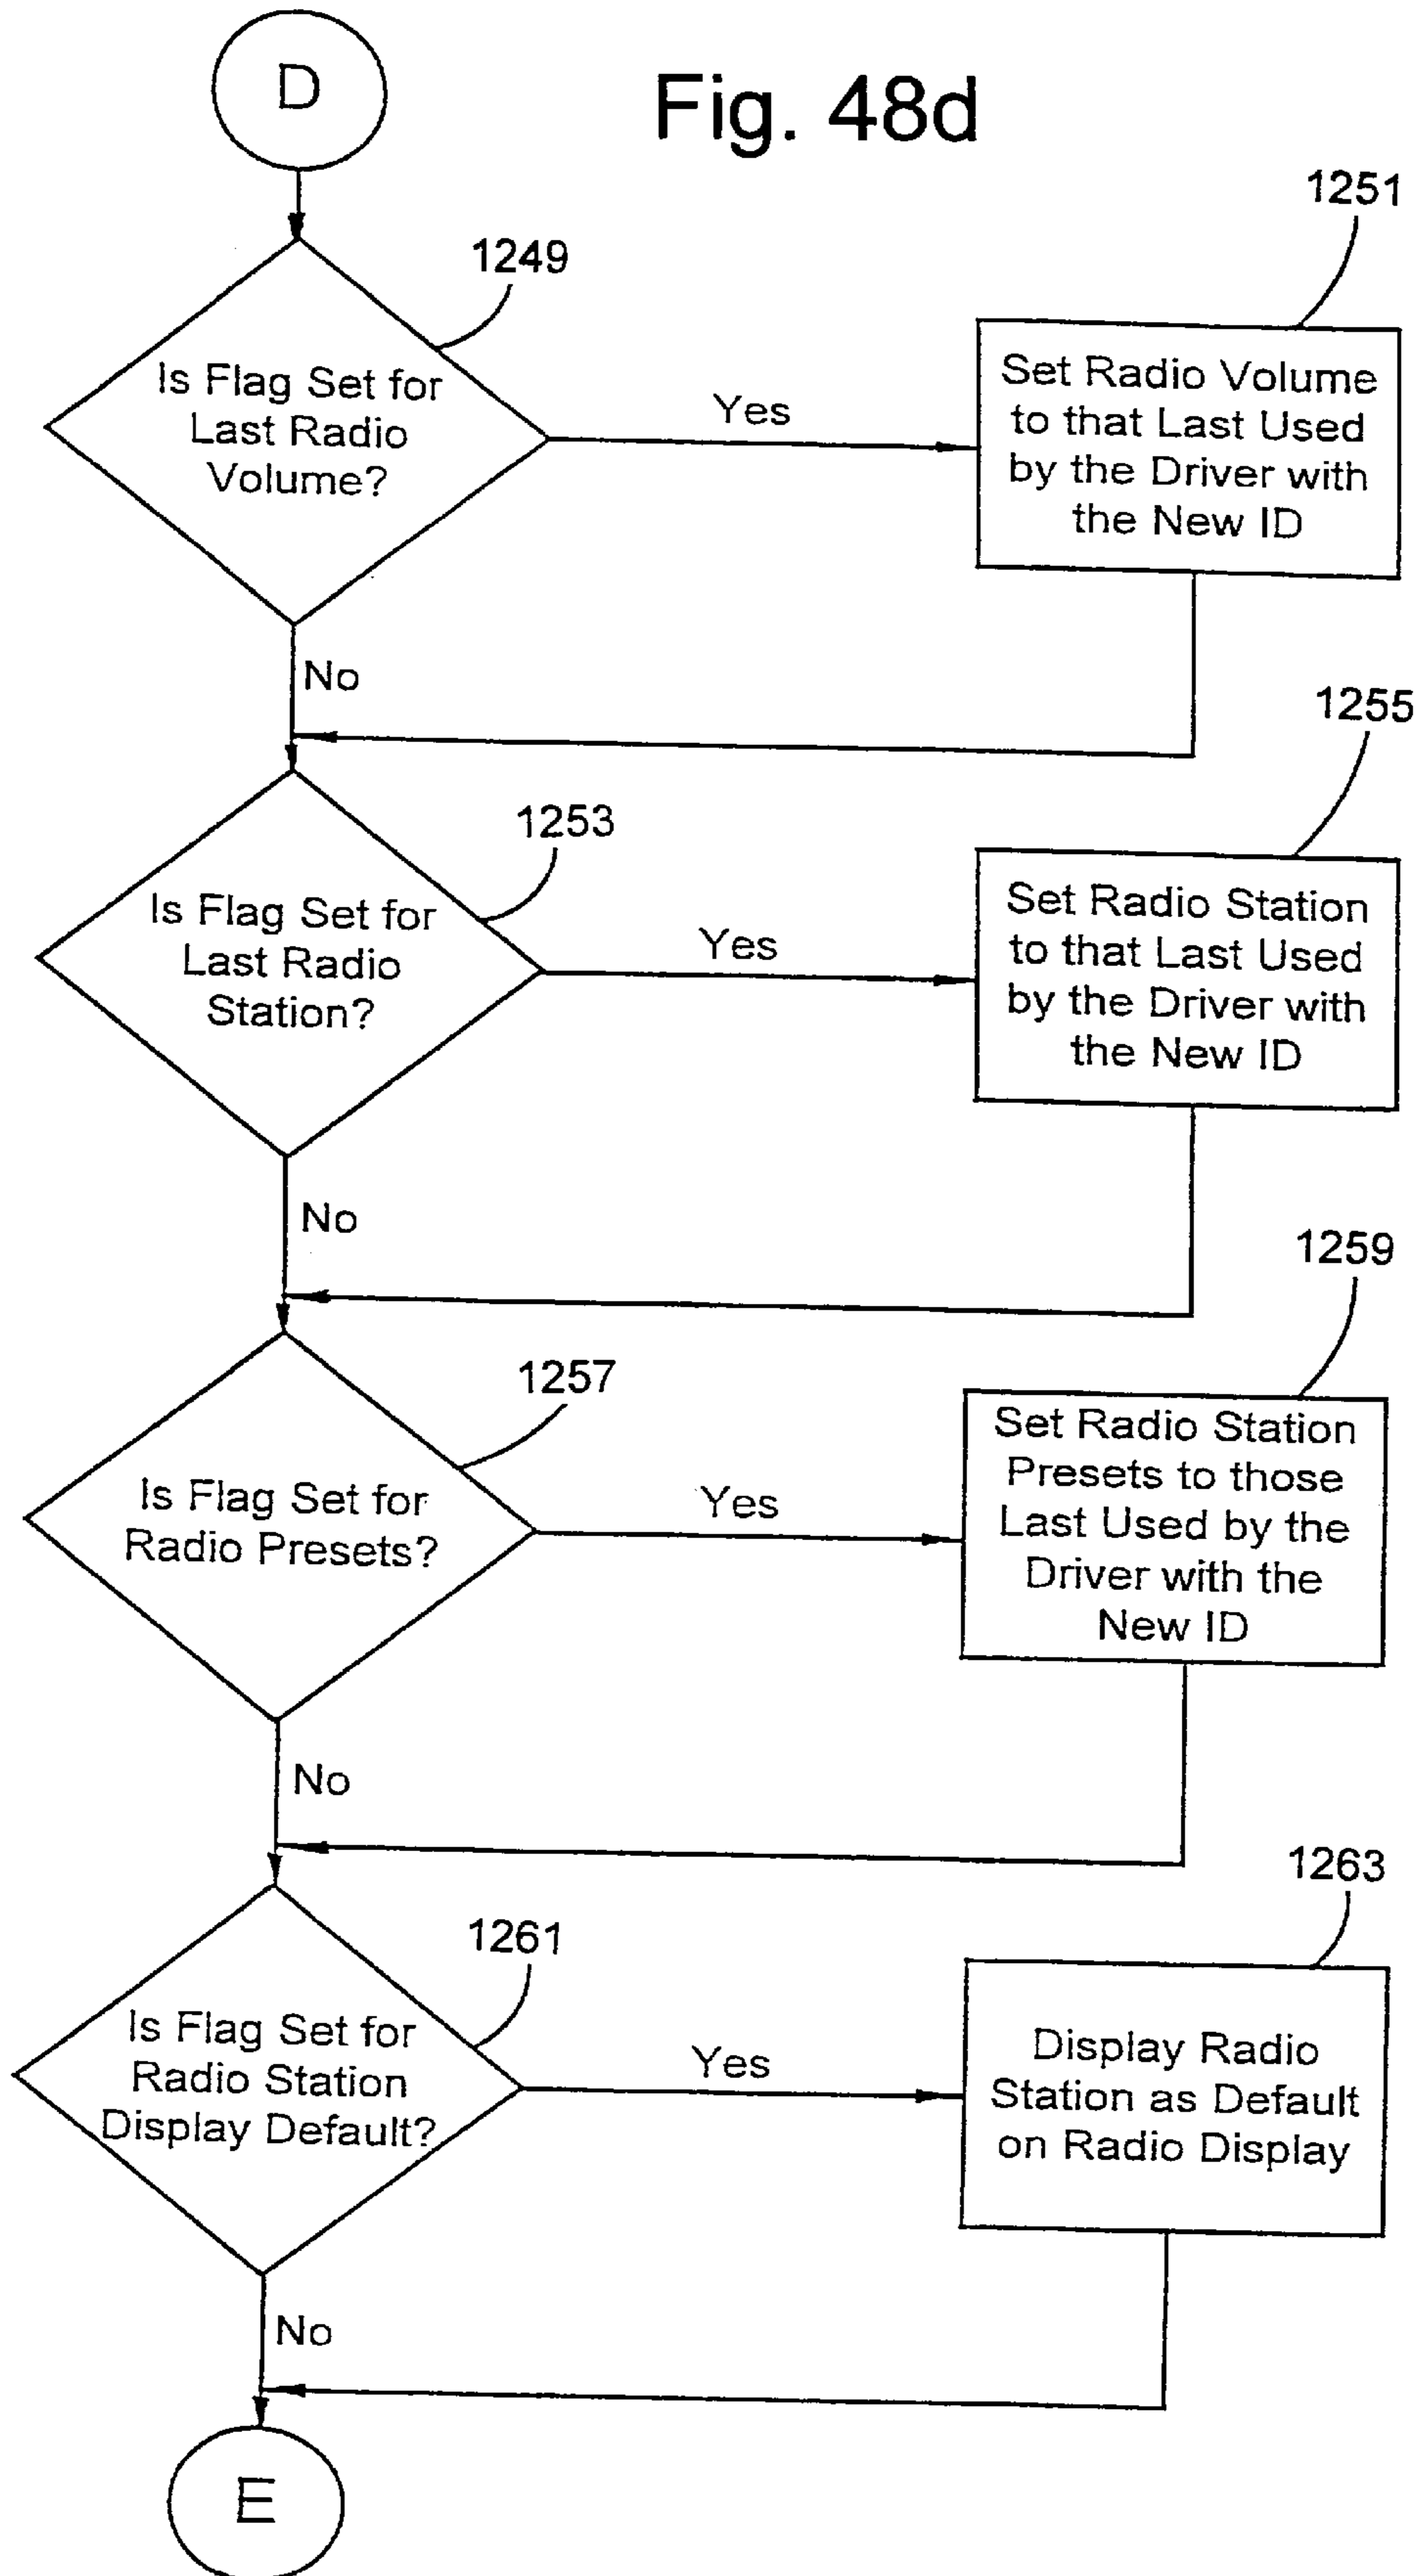 D
Fig. 48d
1251
1249
Is Flag Set for
Last Radio
Volume?
Yes
Set Radio Volume
to that Last Used
by the Driver with
the New ID
No
1255
1253
Is Flag Set for
Last Radio
Station?
Yes
Set Radio Station
to that Last Used
by the Driver with
the New ID
No
1259
1257
Is Flag Set for
Radio Presets?
Yes
Set Radio Station
Presets to those
Last Used by the
Driver with the
New ID
No
1263
1261
Is Flag Set for
Radio Station
Display Default?
Yes
Display Radio
Station as Default
on Radio Display
No
E